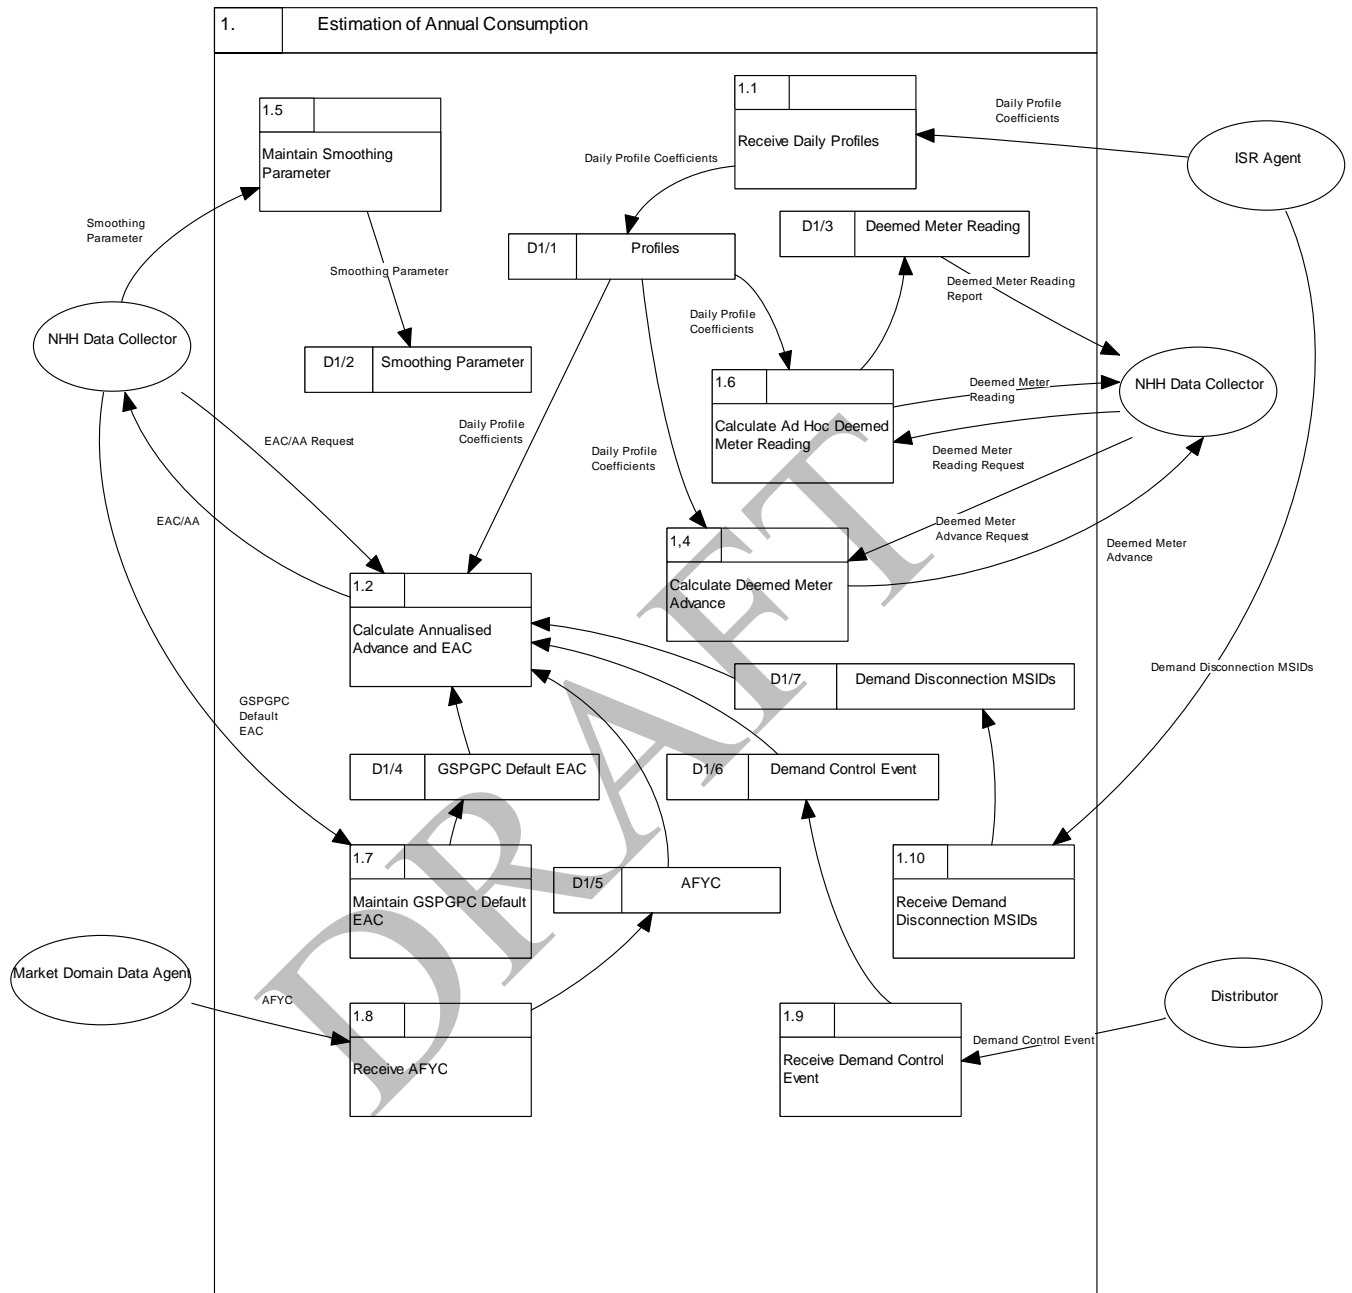 1. Estimation of Annual Consumption
1.1
Receive Daily Profiles
Daily Profile
Coefficients
ISR Agent
1.5
Maintain Smoothing
Parameter
Daily Profile Coefficients
Smoothing
Parameter
D1/1 Profiles
D1/3 Deemed Meter Reading
Smoothing Parameter
Deemed Meter Reading
Report
NHH Data Collector
D1/2 Smoothing Parameter
Daily Profile
Coefficients
1.6
Calculate Ad Hoc Deemed
Meter Reading
Deemed Meter
Reading
NHH Data Collector
EAC/AA Request
Daily Profile
Coefficients
Daily Profile
Coefficients
Deemed Meter
Reading Request
EAC/AA
1,4
Calculate Deemed Meter
Advance
Deemed Meter
Advance Request
Deemed Meter
Advance
1.2
Calculate Annualised
Advance and EAC
D1/7 Demand Disconnection MSIDs
Demand Disconnection MSIDs
GSPGPC
Default
EAC
D1/4 GSPGPC Default EAC
D1/6 Demand Control Event
1.7
Maintain GSPGPC Default
EAC
D1/5 AFYC
1.10
Receive Demand
Disconnection MSIDs
Market Domain Data Agent
AFYC
1.8
Receive AFYC
1.9
Receive Demand Control
Event
Demand Control Event
Distributor
DRAFT